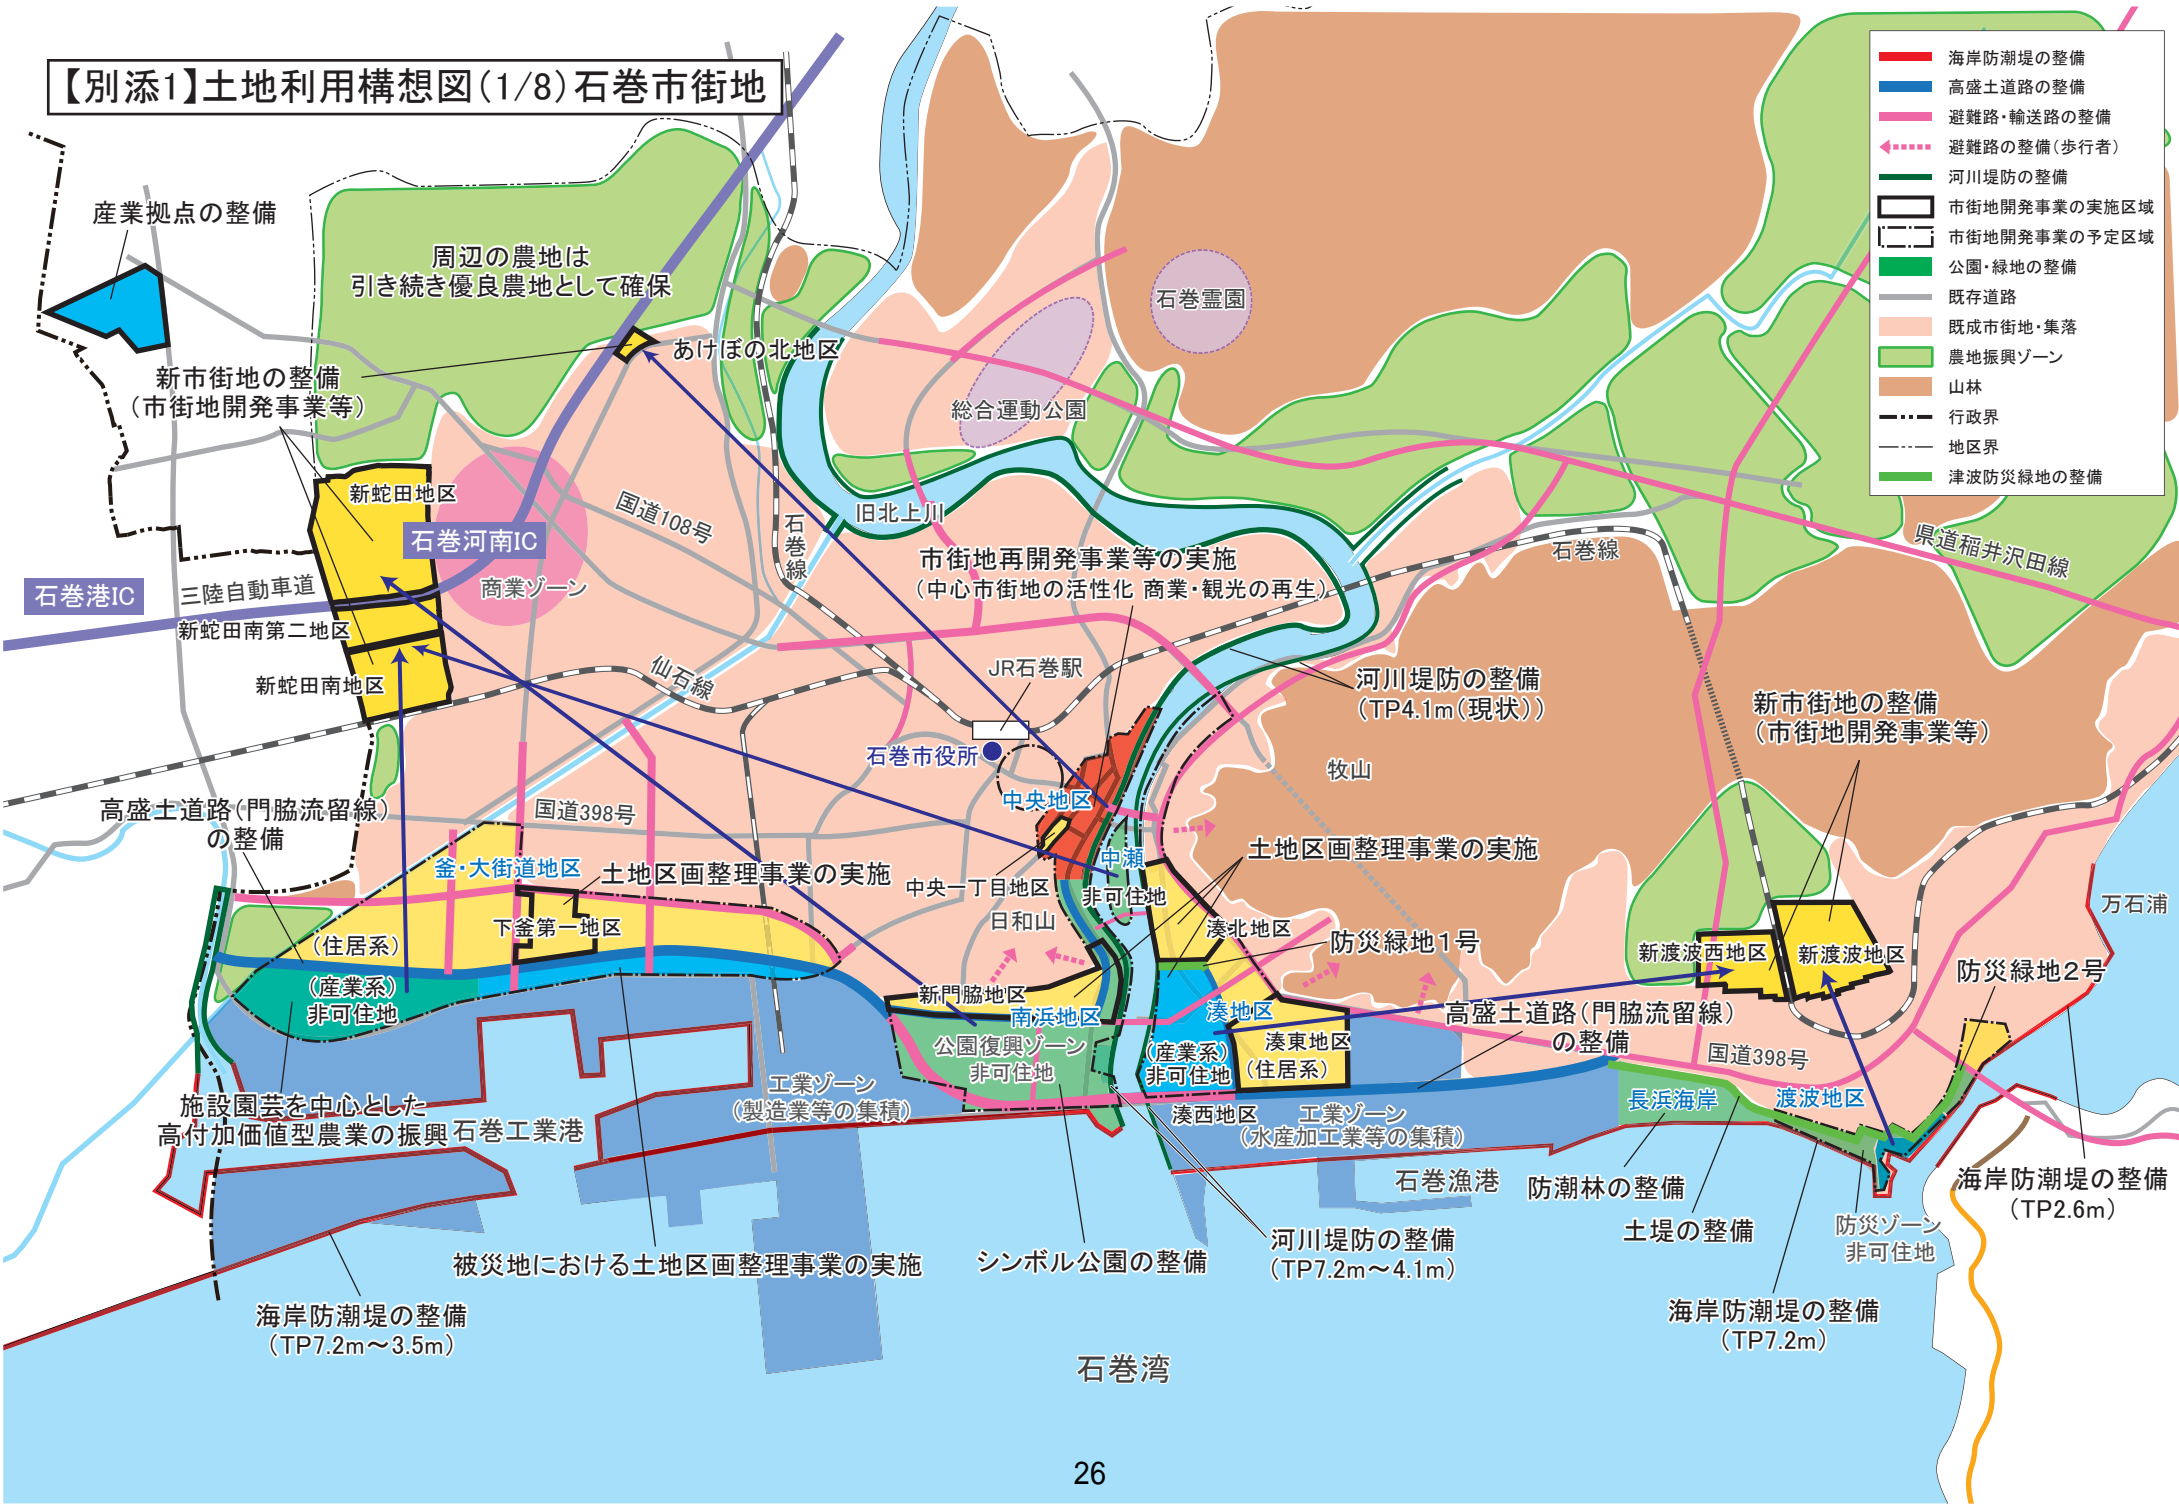 【別添1】土地利用構想図(1/8)石巻市街地
海岸防潮堤の整備
高盛土道路の整備
避難路・輸送路の整備
避難路の整備(歩行者)
河川堤防の整備
市街地開発事業の実施区域
市街地開発事業の予定区域
公園・緑地の整備
既存道路
既成市街地・集落
農地振興ゾーン
山林
行政界
地区界
津波防災緑地の整備
産業拠点の整備
周辺の農地は
引き続き優良農地として確保
石巻霊園
あけぼの北地区
新市街地の整備
(市街地開発事業等)
総合運動公園
新蛇田地区
国道108号
石巻線
旧北上川
石巻河南IC
商業ゾーン
市街地再開発事業等の実施
(中心市街地の活性化 商業・観光の再生)
石巻線
県道稲井沢田線
石巻港IC
三陸自動車道
新蛇田南第二地区
新蛇田南地区
仙石線
JR石巻駅
河川堤防の整備
(TP4.1m(現状))
新市街地の整備
(市街地開発事業等)
石巻市役所
牧山
中央地区
高盛土道路(門脇流留線)
の整備
国道398号
釜・大街道地区
土地区画整理事業の実施
中瀬
土地区画整理事業の実施
中央一丁目地区
非可住地
下釜第一地区
日和山
湊北地区
防災緑地1号
万石浦
(住居系)
新渡波西地区
新渡波地区
防災緑地2号
(産業系)
非可住地
新門脇地区
南浜地区
湊地区
高盛土道路(門脇流留線)
の整備
公園復興ゾーン
非可住地
(産業系)
非可住地
湊東地区
(住居系)
国道398号
施設園芸を中心とした
高付加価値型農業の振興
石巻工業港
工業ゾーン
(製造業等の集積)
湊西地区
工業ゾーン
(水産加工業等の集積)
長浜海岸
渡波地区
石巻漁港
防潮林の整備
土堤の整備
防災ゾーン
非可住地
海岸防潮堤の整備
(TP2.6m)
被災地における土地区画整理事業の実施
シンボル公園の整備
河川堤防の整備
(TP7.2m～4.1m)
海岸防潮堤の整備
(TP7.2m～3.5m)
海岸防潮堤の整備
(TP7.2m)
石巻湾
26